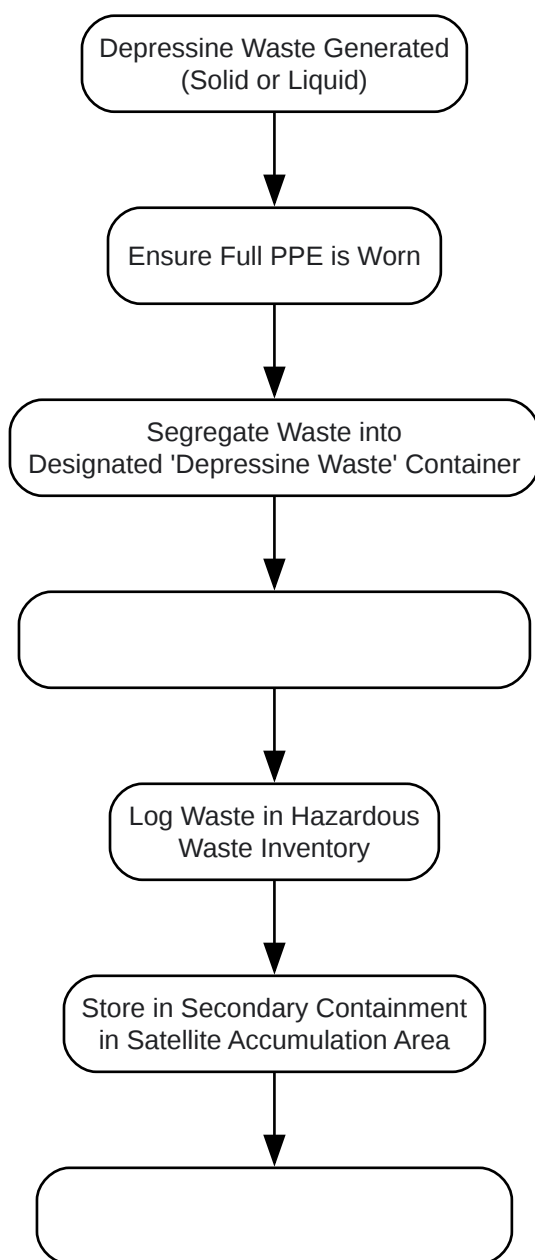 Depressine Waste Generated
(Solid or Liquid)
Ensure Full PPE is Worn
Segregate Waste into
Designated 'Depressine Waste' Container
Log Waste in Hazardous
Waste Inventory
Store in Secondary Containment
in Satellite Accumulation Area